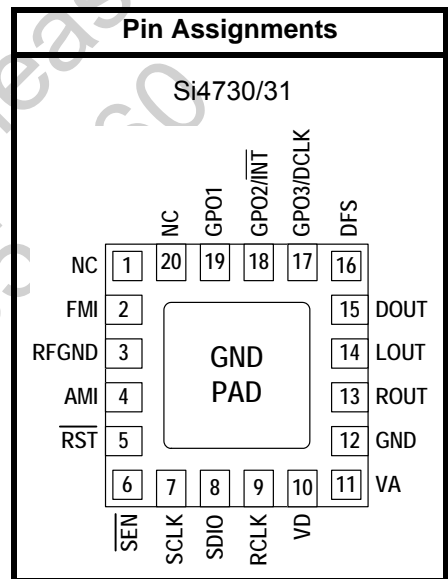 Pin Assignments
Si4730/31
NC
GPO1
GPO2/INT
GPO3/DCLK
DFS
NC 1 20 19 18 17 16
FMI 2 15 DOUT
RFGND 3 14 LOUT
GND
PAD
AMI 4 13 ROUT
RST 5 12 GND
6 7 8 9 10 11 VA
SEN
SCLK
SDIO
RCLK
VD